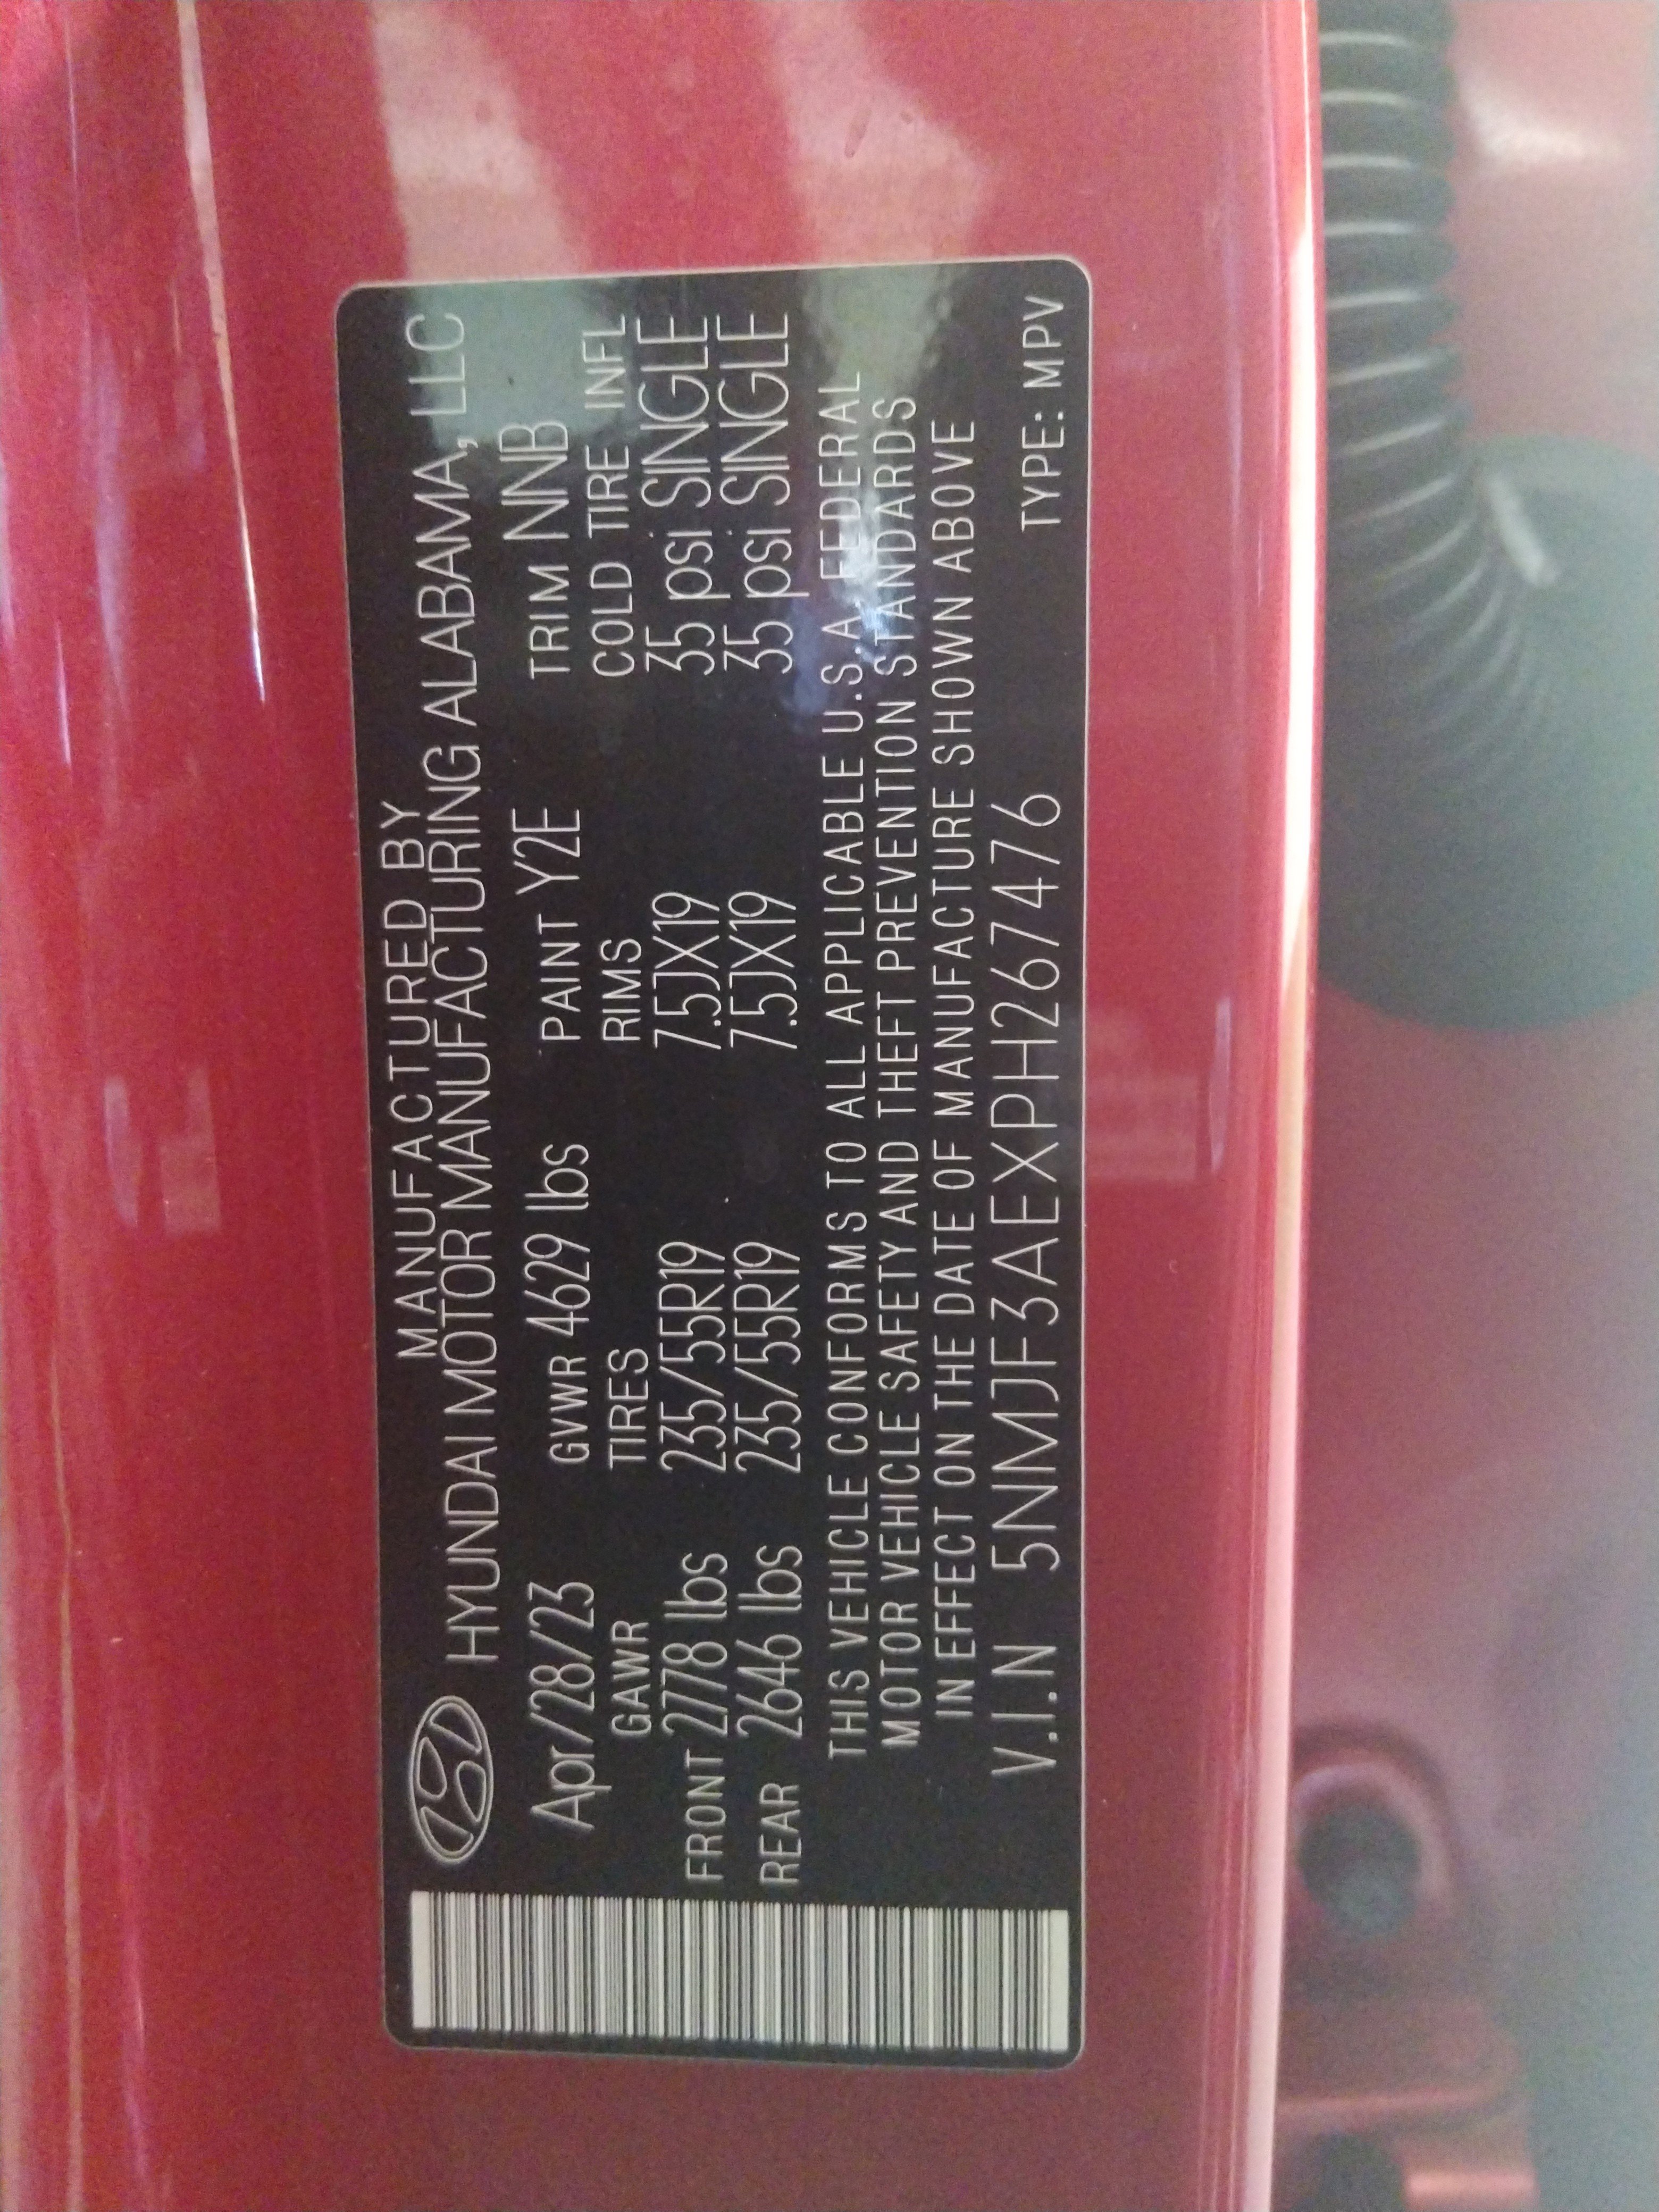 MANUFACTURED BY
HYUNDAI MOTOR MANUFACTURING ALABAMA, LLC
Apr/28/23 GVWR 4629 lbs PAINT Y2E TRIM NNB
GAWR TIRES RIMS COLD TIRE INFL
FRONT 2778 lbs 235/55R19 7.5JX19 35 psi SINGLE
REAR 2646 lbs 235/55R19 7.5JX19 35 psi SINGLE
THIS VEHICLE CONFORMS TO ALL APPLICABLE U.S.A. FEDERAL
MOTOR VEHICLE SAFETY AND THEFT PREVENTION STANDARDS
IN EFFECT ON THE DATE OF MANUFACTURE SHOWN ABOVE
V.I.N 5NMJF3AEXPH267476 TYPE: MPV